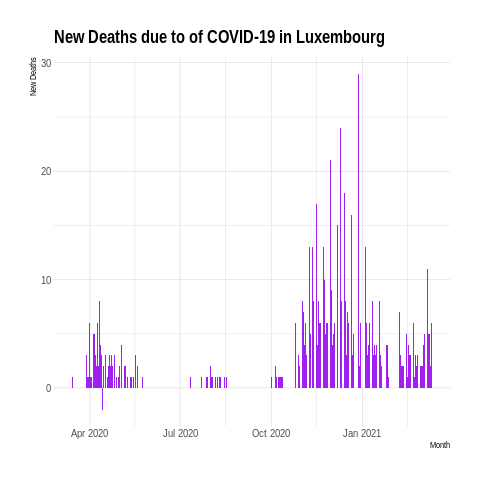 New Deaths due to of COVID-19 in Luxembourg
New Deaths
30
20
10
0
Apr 2020 Jul 2020 Oct 2020 Jan 2021
Month